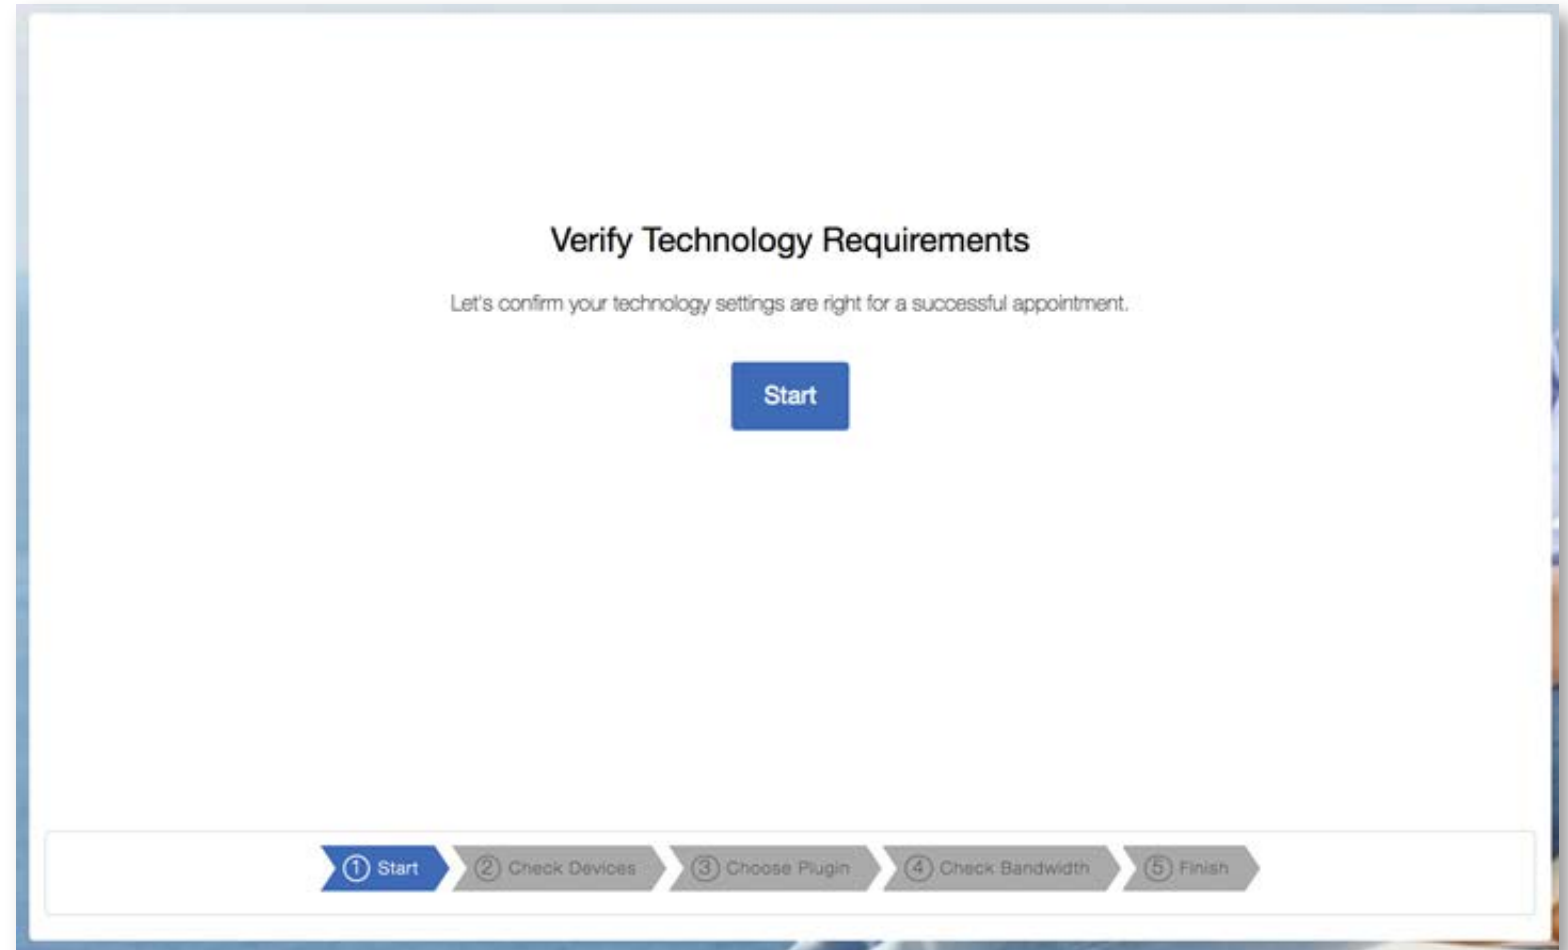 Verify Technology Requirements
Let's confirm your technology settings are right for a successful appointment.
Start
1 Start 2 Check Devices 3 Choose Plugin 4 Check Bandwidth 5 Finish